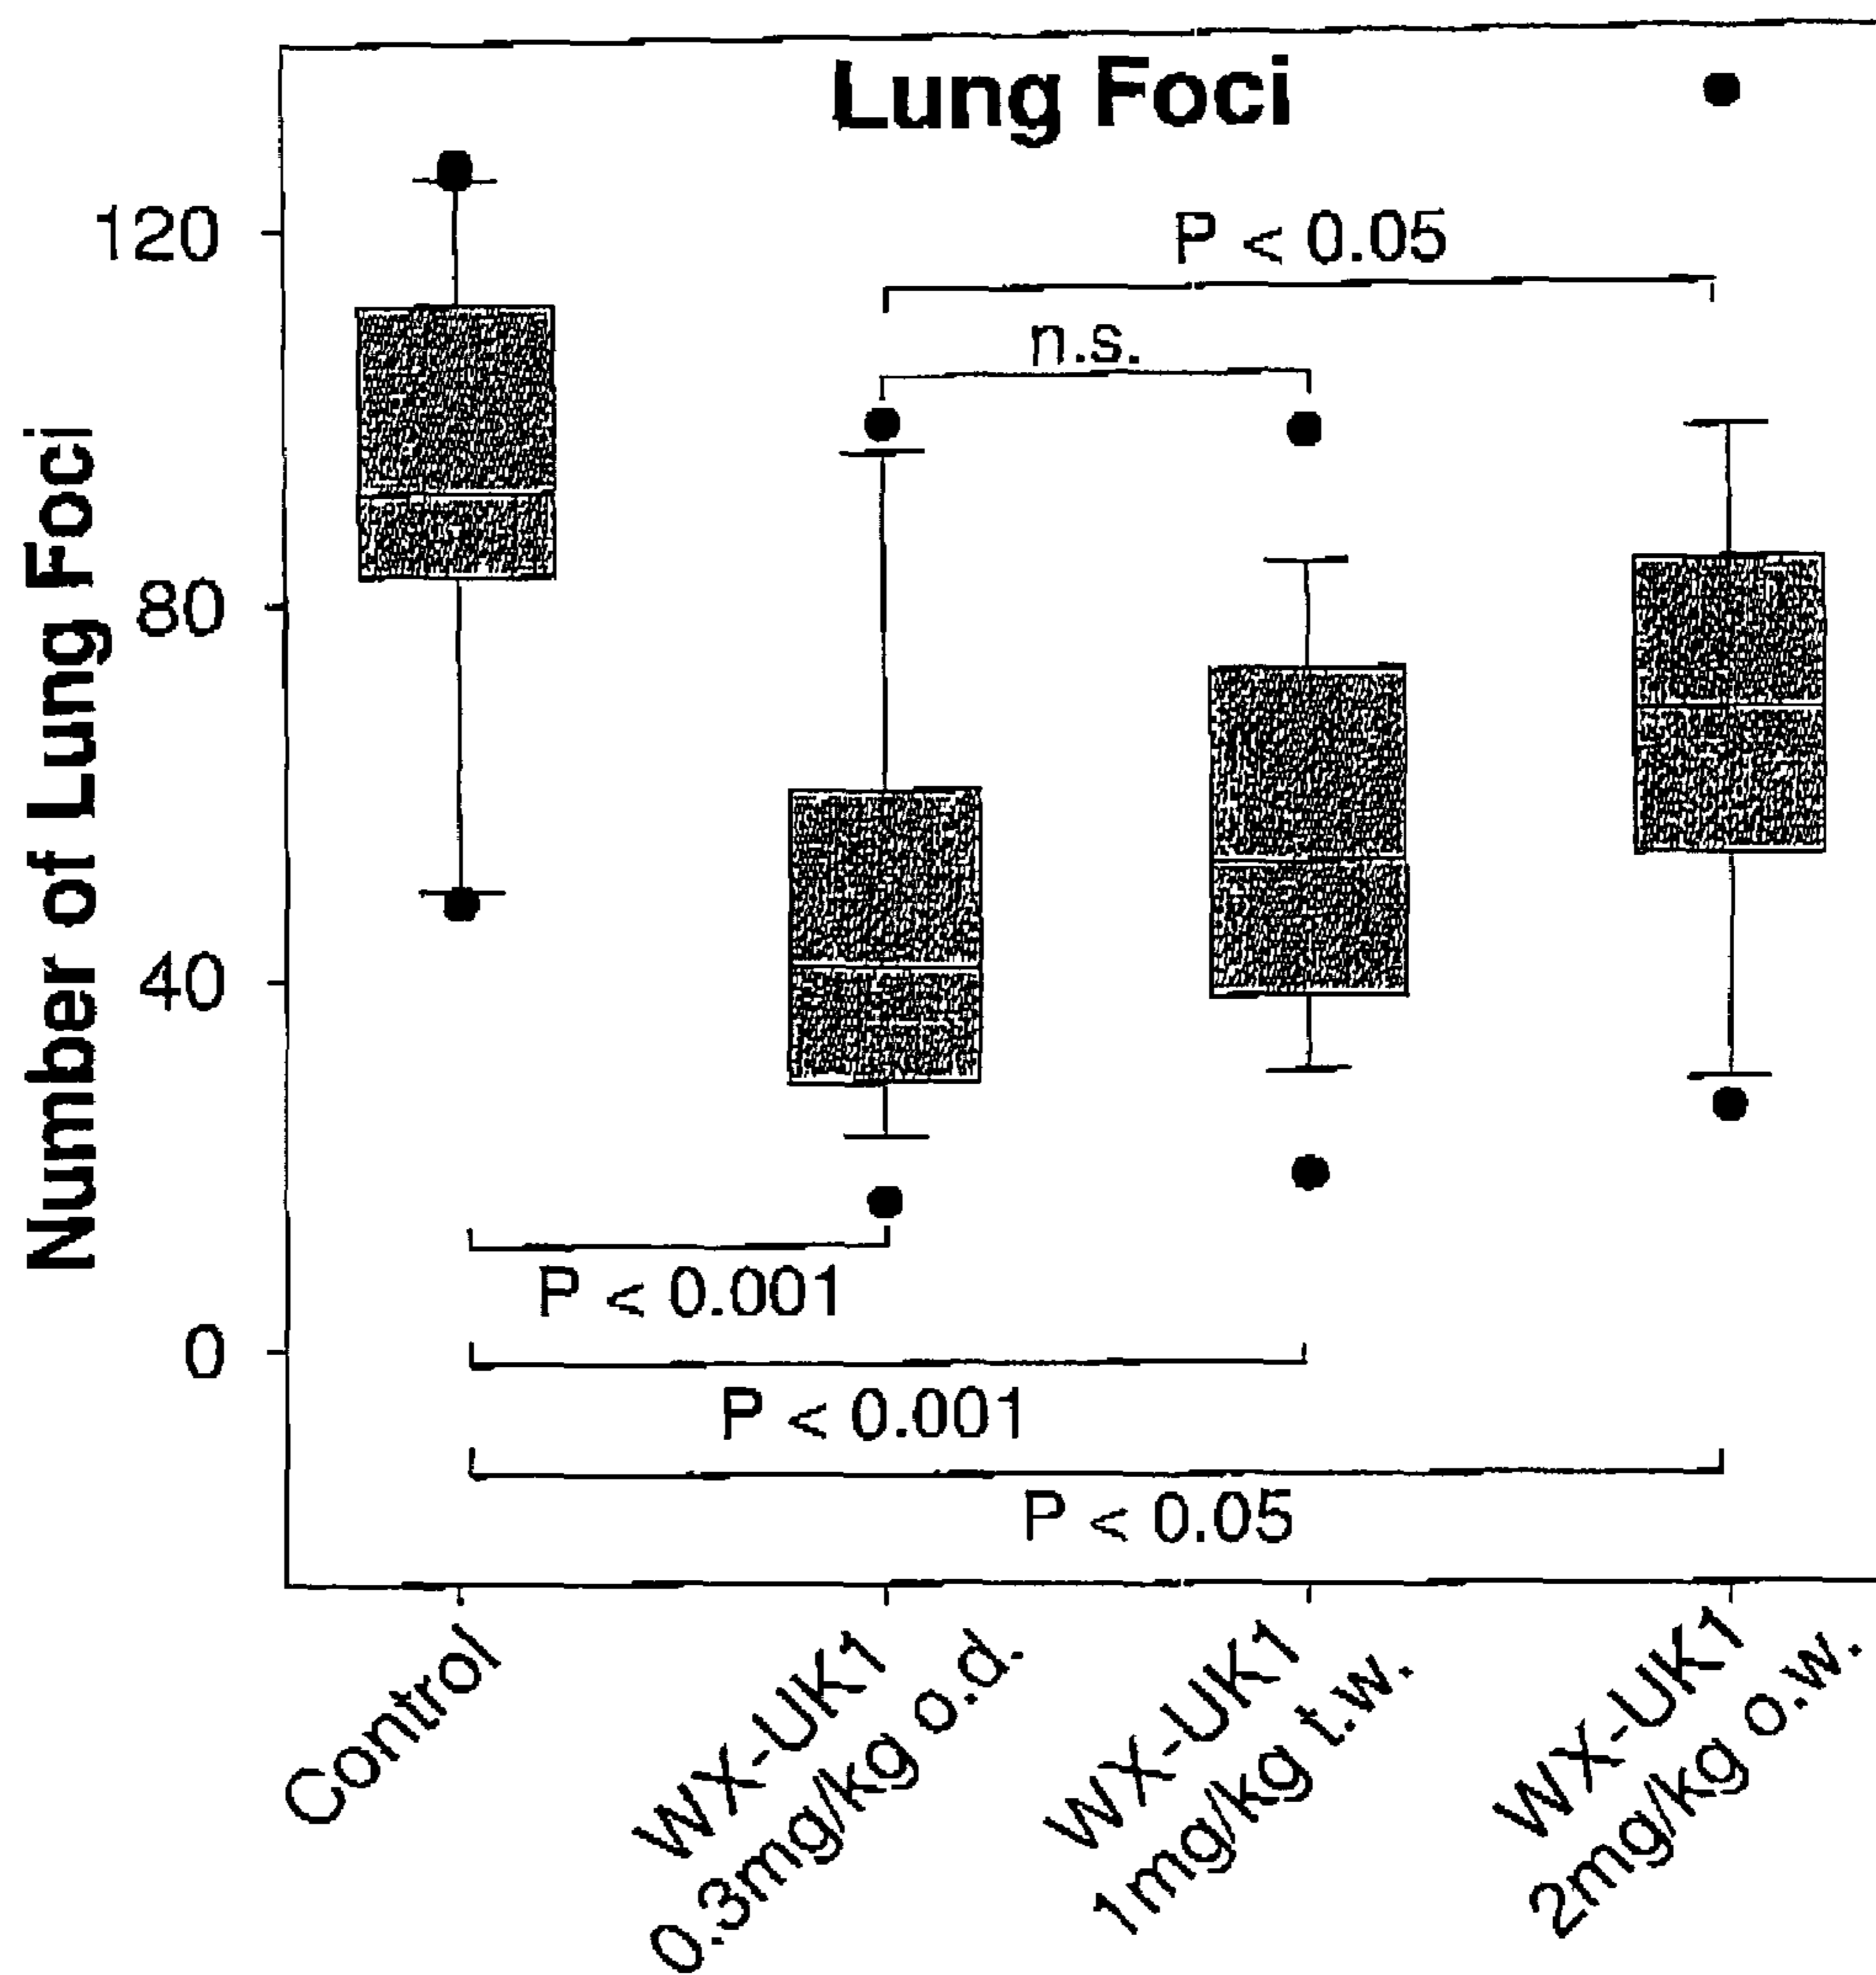 Lung Foci
Number of Lung Foci
120
80
40
0
P < 0.05
n.s.
P < 0.001
P < 0.001
P < 0.05
Control
WX-UK1
0.3mg/kg o.d.
WX-UK1
1mg/kg t.w.
WX-UK1
2mg/kg o.w.